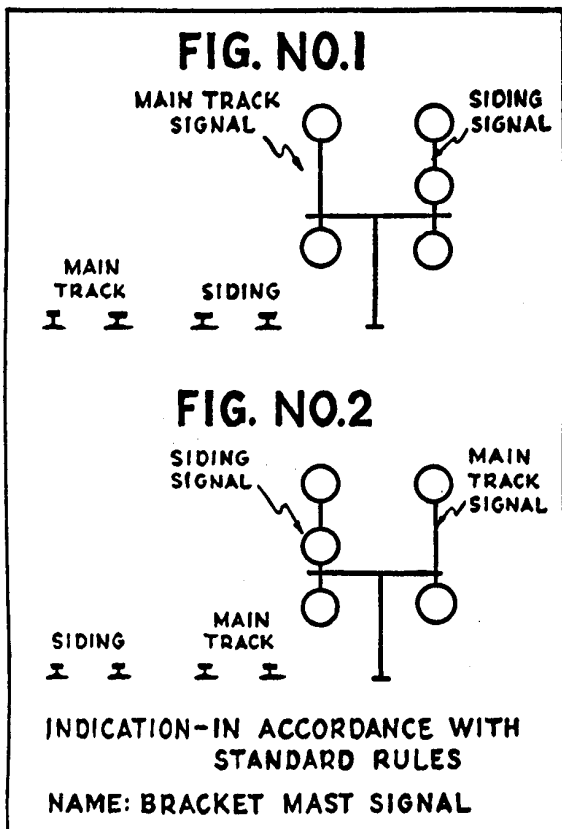 FIG. NO.1
MAIN TRACK
SIGNAL
SIDING
SIGNAL
MAIN
TRACK
SIDING
FIG. NO.2
SIDING
SIGNAL
MAIN
TRACK
SIGNAL
SIDING
MAIN
TRACK
INDICATION-IN ACCORDANCE WITH
STANDARD RULES
NAME: BRACKET MAST SIGNAL